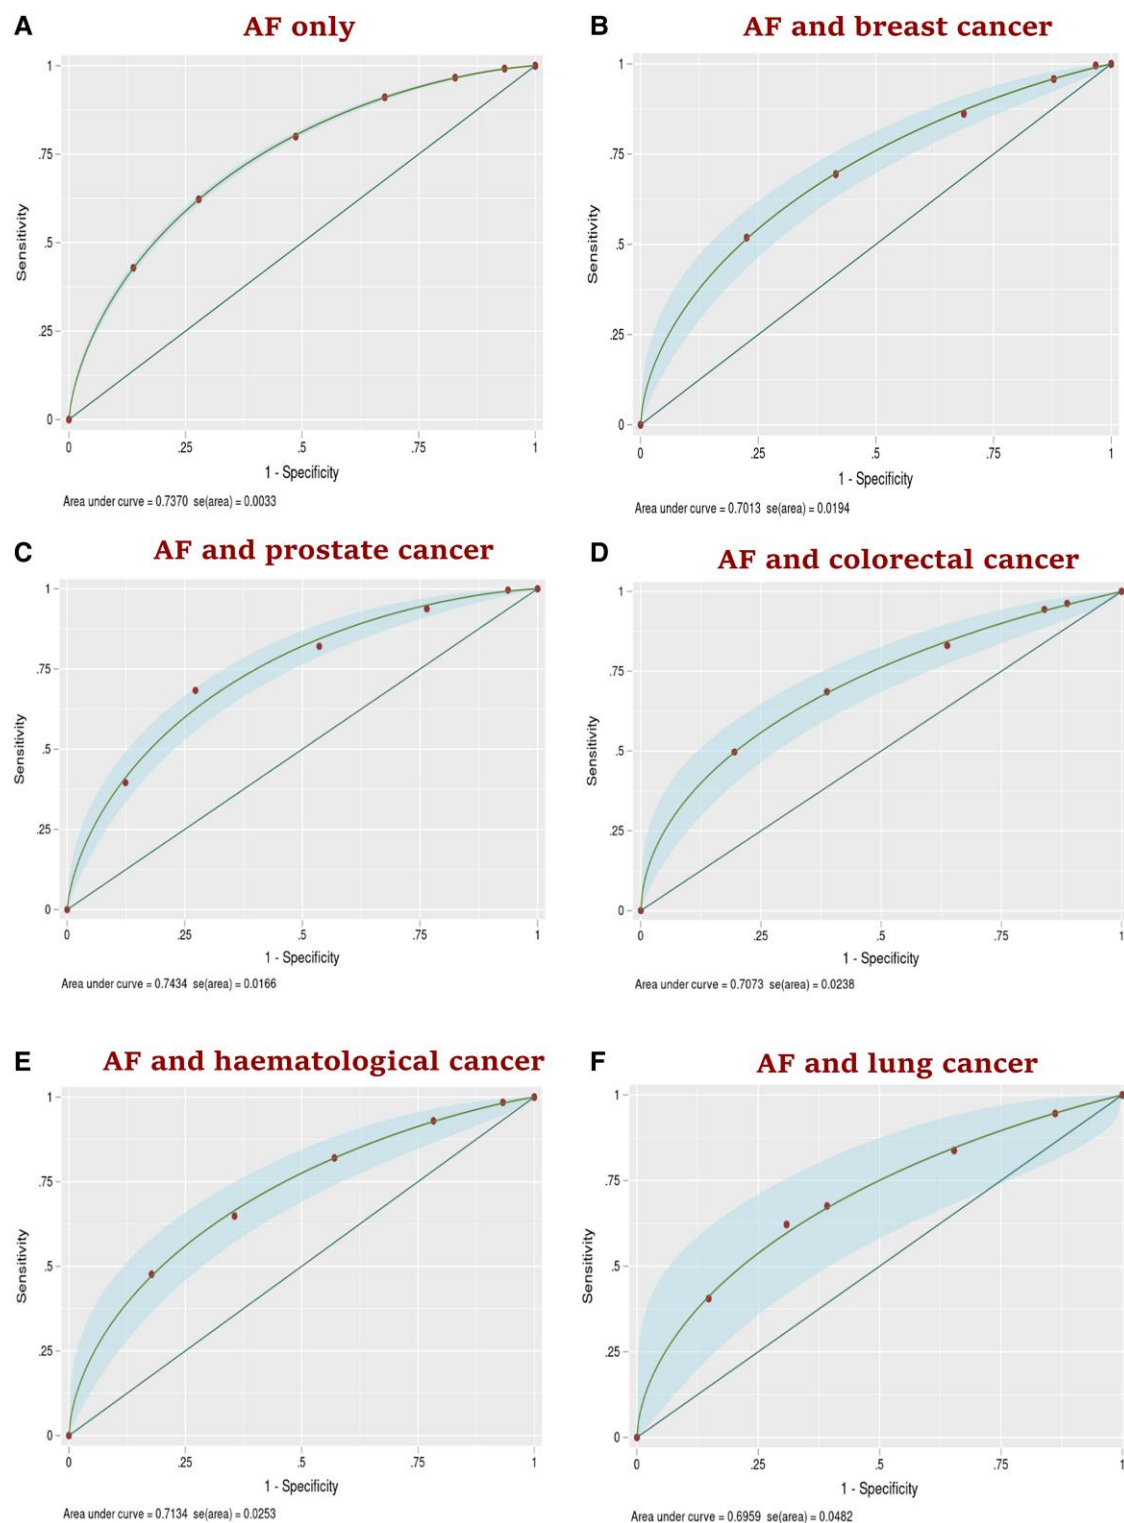 A
AF only
1
.75
.5
.25
0
Sensitivity
0 .25 .5 .75 1
1 - Specificity
Area under curve = 0.7370 se(area) = 0.0033
B
AF and breast cancer
1
.75
.5
.25
0
Sensitivity
0 .25 .5 .75 1
1 - Specificity
Area under curve = 0.7013 se(area) = 0.0194
C
AF and prostate cancer
1
.75
.5
.25
0
Sensitivity
0 .25 .5 .75 1
1 - Specificity
Area under curve = 0.7434 se(area) = 0.0166
D
AF and colorectal cancer
1
.75
.5
.25
0
Sensitivity
0 .25 .5 .75 1
1 - Specificity
Area under curve = 0.7073 se(area) = 0.0238
E
AF and haematological cancer
1
.75
.5
.25
0
Sensitivity
0 .25 .5 .75 1
1 - Specificity
Area under curve = 0.7134 se(area) = 0.0253
F
AF and lung cancer
1
.75
.5
.25
0
Sensitivity
0 .25 .5 .75 1
1 - Specificity
Area under curve = 0.6959 se(area) = 0.0482